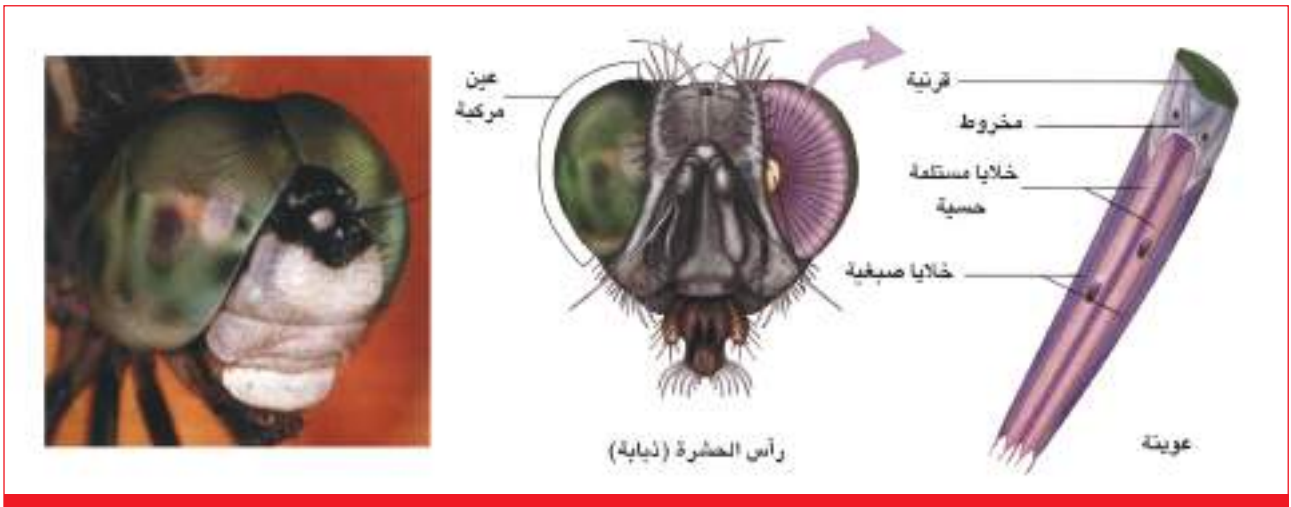 عين
مركبة
قرنية
مخروط
خلايا مستلمة
حسية
خلايا صبغية
رأس الحشرة (ذبابة)
عوينة